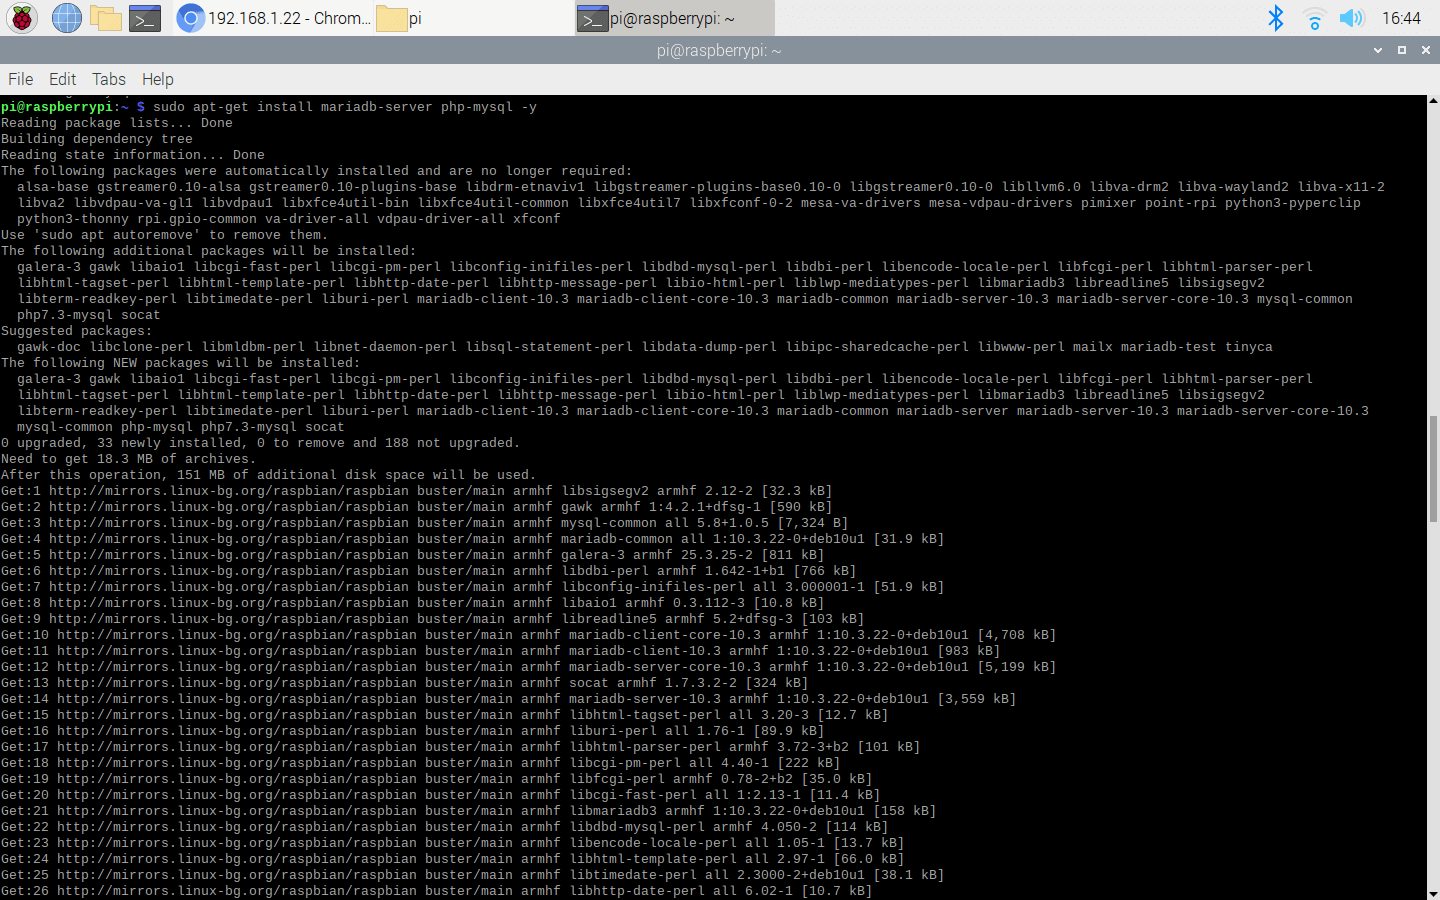 192.168.1.22 - Chrom... pi pi@raspberrypi: ~ 16:44
pi@raspberrypi: ~
File Edit Tabs Help
pi@raspberrypi:~ $ sudo apt-get install mariadb-server php-mysql -y
Reading package lists... Done
Building dependency tree
Reading state information... Done
The following packages were automatically installed and are no longer required:
  alsa-base gstreamer0.10-alsa gstreamer0.10-plugins-base libdrm-etnaviv1 libgstreamer-plugins-base0.10-0 libgstreamer0.10-0 libllvm6.0 libva-drm2 libva-wayland2 libva-x11-2
  libva2 libvdpau-va-gl1 libvdpau1 libxfce4util-bin libxfce4util-common libxfce4util7 libxfconf-0-2 mesa-va-drivers mesa-vdpau-drivers pimixer point-rpi python3-pyperclip
  python3-thonny rpi.gpio-common va-driver-all vdpau-driver-all xfconf
Use 'sudo apt autoremove' to remove them.
The following additional packages will be installed:
  galera-3 gawk libaio1 libcgi-fast-perl libcgi-pm-perl libconfig-inifiles-perl libdbd-mysql-perl libdbi-perl libencode-locale-perl libfcgi-perl libhtml-parser-perl
  libhtml-tagset-perl libhtml-template-perl libhttp-date-perl libhttp-message-perl libio-html-perl liblwp-mediatypes-perl libmariadb3 libreadline5 libsigsegv2
  libterm-readkey-perl libtimedate-perl liburi-perl mariadb-client-10.3 mariadb-client-core-10.3 mariadb-common mariadb-server-10.3 mariadb-server-core-10.3 mysql-common
  php7.3-mysql socat
Suggested packages:
  gawk-doc libclone-perl libmldbm-perl libnet-daemon-perl libsql-statement-perl libdata-dump-perl libipc-sharedcache-perl libwww-perl mailx mariadb-test tinyca
The following NEW packages will be installed:
  galera-3 gawk libaio1 libcgi-fast-perl libcgi-pm-perl libconfig-inifiles-perl libdbd-mysql-perl libdbi-perl libencode-locale-perl libfcgi-perl libhtml-parser-perl
  libhtml-tagset-perl libhtml-template-perl libhttp-date-perl libhttp-message-perl libio-html-perl liblwp-mediatypes-perl libmariadb3 libreadline5 libsigsegv2
  libterm-readkey-perl libtimedate-perl liburi-perl mariadb-client-10.3 mariadb-client-core-10.3 mariadb-common mariadb-server mariadb-server-10.3 mariadb-server-core-10.3
  mysql-common php-mysql php7.3-mysql socat
0 upgraded, 33 newly installed, 0 to remove and 188 not upgraded.
Need to get 18.3 MB of archives.
After this operation, 151 MB of additional disk space will be used.
Get:1 http://mirrors.linux-bg.org/raspbian/raspbian buster/main armhf libsigsegv2 armhf 2.12-2 [32.3 kB]
Get:2 http://mirrors.linux-bg.org/raspbian/raspbian buster/main armhf gawk armhf 1:4.2.1+dfsg-1 [590 kB]
Get:3 http://mirrors.linux-bg.org/raspbian/raspbian buster/main armhf mysql-common all 5.8+1.0.5 [7,324 B]
Get:4 http://mirrors.linux-bg.org/raspbian/raspbian buster/main armhf mariadb-common all 1:10.3.22-0+deb10u1 [31.9 kB]
Get:5 http://mirrors.linux-bg.org/raspbian/raspbian buster/main armhf galera-3 armhf 25.3.25-2 [811 kB]
Get:6 http://mirrors.linux-bg.org/raspbian/raspbian buster/main armhf libdbi-perl armhf 1.642-1+b1 [766 kB]
Get:7 http://mirrors.linux-bg.org/raspbian/raspbian buster/main armhf libconfig-inifiles-perl all 3.000001-1 [51.9 kB]
Get:8 http://mirrors.linux-bg.org/raspbian/raspbian buster/main armhf libaio1 armhf 0.3.112-3 [10.8 kB]
Get:9 http://mirrors.linux-bg.org/raspbian/raspbian buster/main armhf libreadline5 armhf 5.2+dfsg-3 [103 kB]
Get:10 http://mirrors.linux-bg.org/raspbian/raspbian buster/main armhf mariadb-client-core-10.3 armhf 1:10.3.22-0+deb10u1 [4,708 kB]
Get:11 http://mirrors.linux-bg.org/raspbian/raspbian buster/main armhf mariadb-client-10.3 armhf 1:10.3.22-0+deb10u1 [983 kB]
Get:12 http://mirrors.linux-bg.org/raspbian/raspbian buster/main armhf mariadb-server-core-10.3 armhf 1:10.3.22-0+deb10u1 [5,199 kB]
Get:13 http://mirrors.linux-bg.org/raspbian/raspbian buster/main armhf socat armhf 1.7.3.2-2 [324 kB]
Get:14 http://mirrors.linux-bg.org/raspbian/raspbian buster/main armhf mariadb-server-10.3 armhf 1:10.3.22-0+deb10u1 [3,559 kB]
Get:15 http://mirrors.linux-bg.org/raspbian/raspbian buster/main armhf libhtml-tagset-perl all 3.20-3 [12.7 kB]
Get:16 http://mirrors.linux-bg.org/raspbian/raspbian buster/main armhf liburi-perl all 1.76-1 [89.9 kB]
Get:17 http://mirrors.linux-bg.org/raspbian/raspbian buster/main armhf libhtml-parser-perl armhf 3.72-3+b2 [101 kB]
Get:18 http://mirrors.linux-bg.org/raspbian/raspbian buster/main armhf libcgi-pm-perl all 4.40-1 [222 kB]
Get:19 http://mirrors.linux-bg.org/raspbian/raspbian buster/main armhf libfcgi-perl armhf 0.78-2+b2 [35.0 kB]
Get:20 http://mirrors.linux-bg.org/raspbian/raspbian buster/main armhf libcgi-fast-perl all 1:2.13-1 [11.4 kB]
Get:21 http://mirrors.linux-bg.org/raspbian/raspbian buster/main armhf libmariadb3 armhf 1:10.3.22-0+deb10u1 [158 kB]
Get:22 http://mirrors.linux-bg.org/raspbian/raspbian buster/main armhf libdbd-mysql-perl armhf 4.050-2 [114 kB]
Get:23 http://mirrors.linux-bg.org/raspbian/raspbian buster/main armhf libencode-locale-perl all 1.05-1 [13.7 kB]
Get:24 http://mirrors.linux-bg.org/raspbian/raspbian buster/main armhf libhtml-template-perl all 2.97-1 [66.0 kB]
Get:25 http://mirrors.linux-bg.org/raspbian/raspbian buster/main armhf libtimedate-perl all 2.3000-2+deb10u1 [38.1 kB]
Get:26 http://mirrors.linux-bg.org/raspbian/raspbian buster/main armhf libhttp-date-perl all 6.02-1 [10.7 kB]